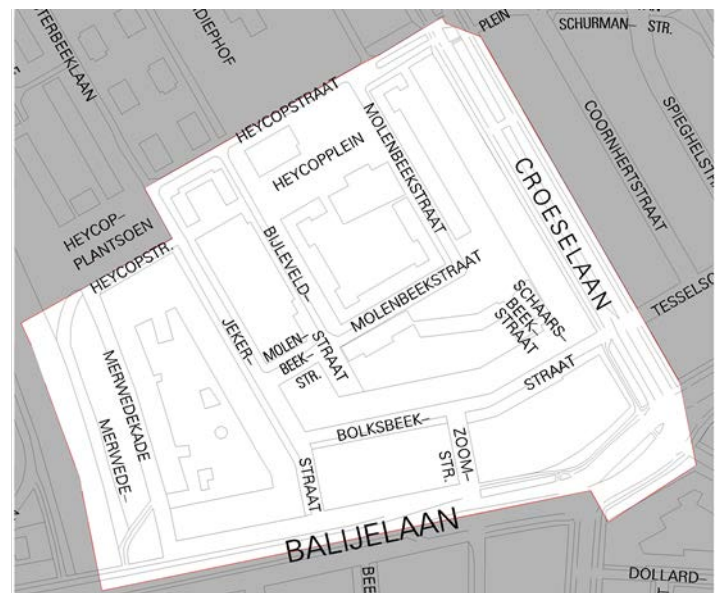 PLEIN
SCHURMAN– STR.
DIEPHOF
TERBEEKLAAN
HEYCOPSTRAAT
HEYCOPPLEIN
MOLENBEEKSTRAAT
COORNHERTSTRAAT
SPIEGHELSTR
CROESELAAN
HEYCOP–
PLANTSOEN
HEYCOPSTR.
BIJLEVELD–
STRAAT
MOLENBEEKSTRAAT
SCHAARS–
BEEK–
STRAAT
TESSELSC
JEKER–
STRAAT
MOLEN–
BEEK–
STR.
MERWEDEKADE
MERWEDE–
BOLKSBEEK–
STRAAT
ZOOM–
STR.
BALIJELAAN
BEE
DOLLARD–